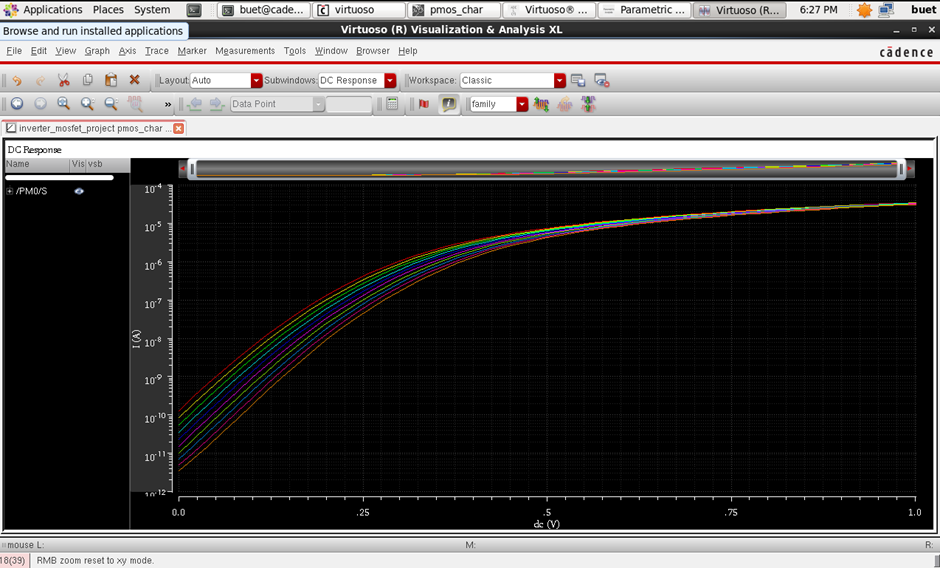 Applications Places System buet@cade... virtuoso pmos_char Virtuoso® ... Parametric ... Virtuoso (R... 6:27 PM buet
Browse and run installed applications
Virtuoso (R) Visualization & Analysis XL
File Edit View Graph Axis Trace Marker Measurements Tools Window Browser Help
cādence
Layout: Auto Subwindows: DC Response Workspace: Classic
» Data Point family
inverter_mosfet_project pmos_char ...
DC Response
Name Vis vsb
/PM0/S
10-4
10-5
10-6
10-7
10-8
I (A)
10-9
10-10
10-11
10-12
0.0 .25 .5 .75 1.0
dc (V)
mouse L: M: R:
18(39) RMB zoom reset to xy mode.